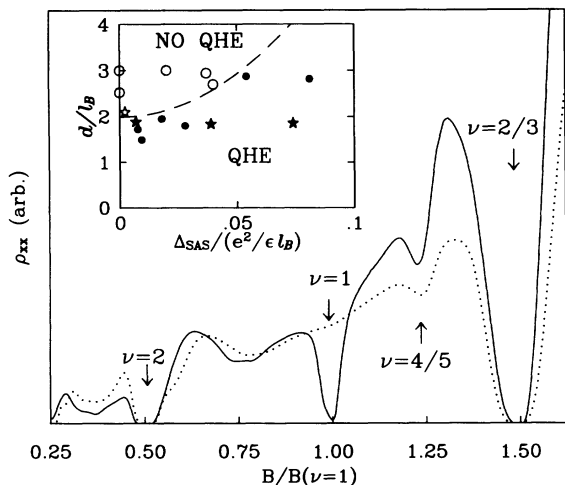 4
NO QHE
3
d/l_B
2
QHE
1
0
0
.05
.1
Δ_SAS/(e²/ϵl_B)
ν=2/3
ρ_xx (arb.)
ν=1
ν=2
ν=4/5
0.25
0.50
0.75
1.00
1.25
1.50
B/B(ν=1)